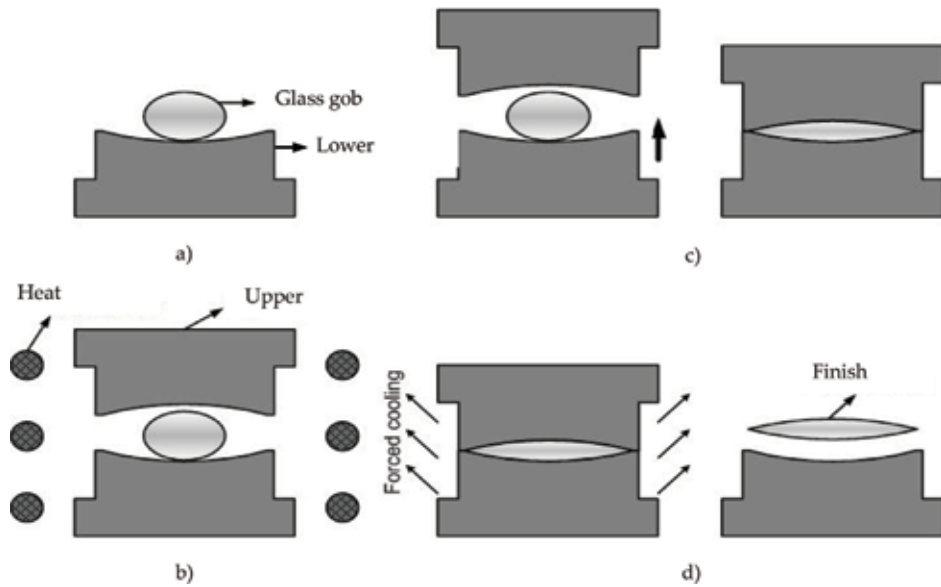 Glass gob
Lower
a)
c)
Heat
Upper
b)
Forced cooling
Finish
d)